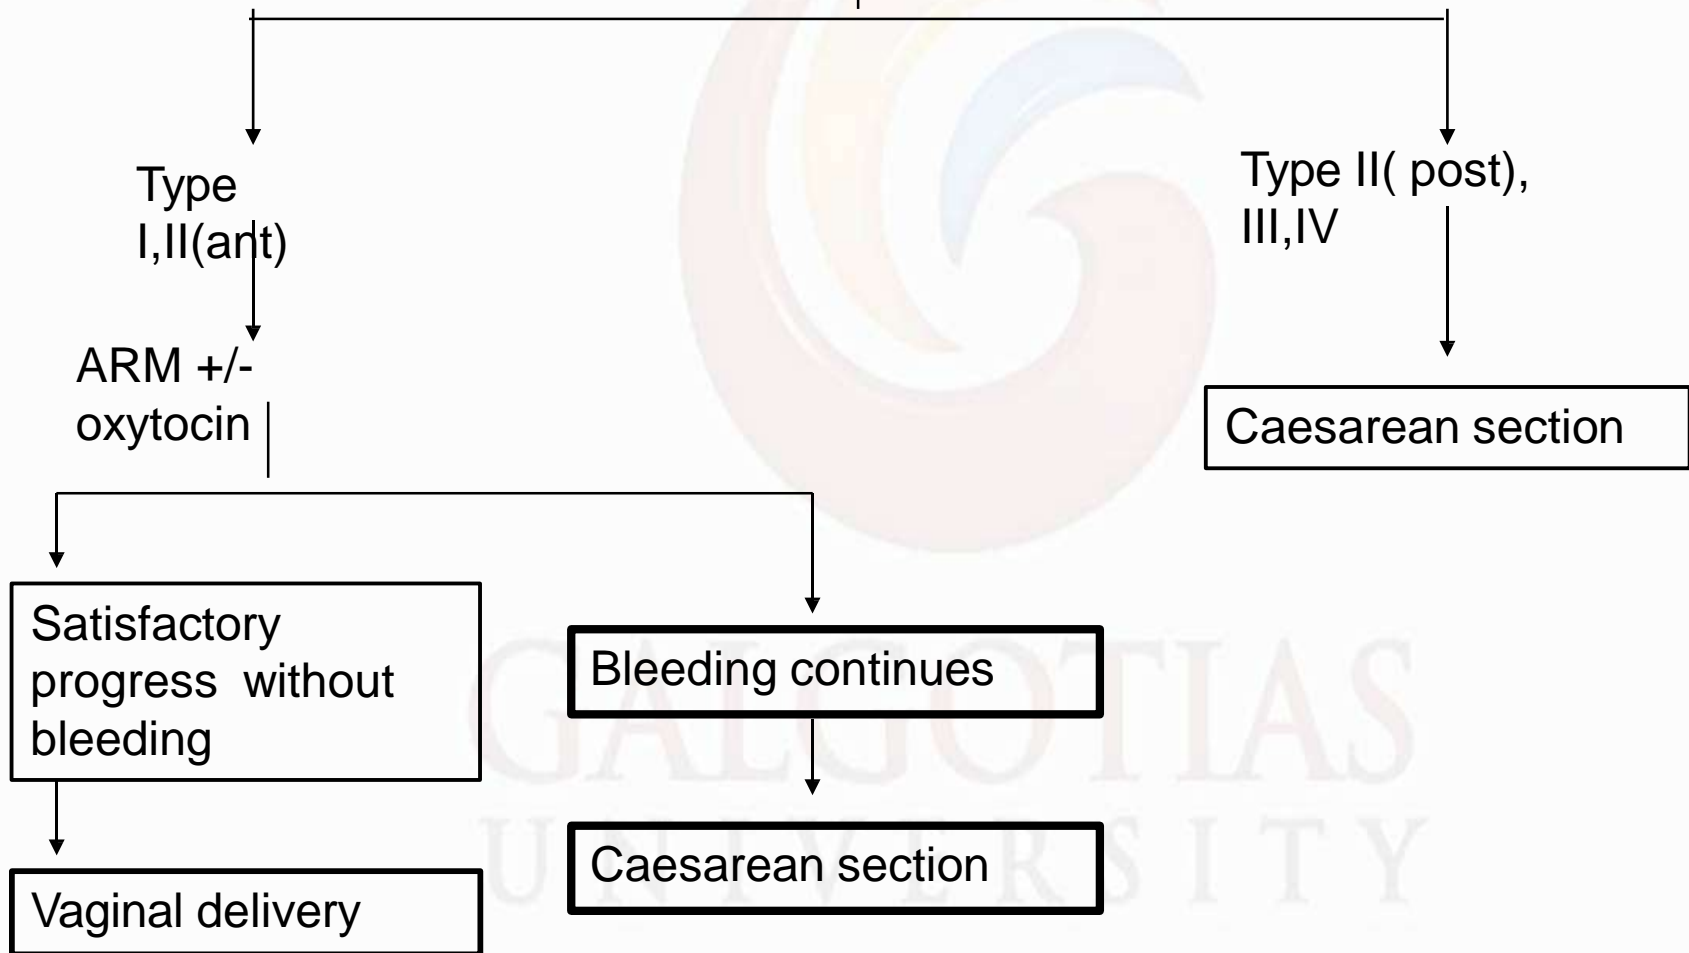 Type
I,II(ant)
Type II( post),
III,IV
ARM +/-
oxytocin
Caesarean section
Satisfactory
progress without
bleeding
Bleeding continues
Caesarean section
Vaginal delivery
GALGOTIAS
UNIVERSITY